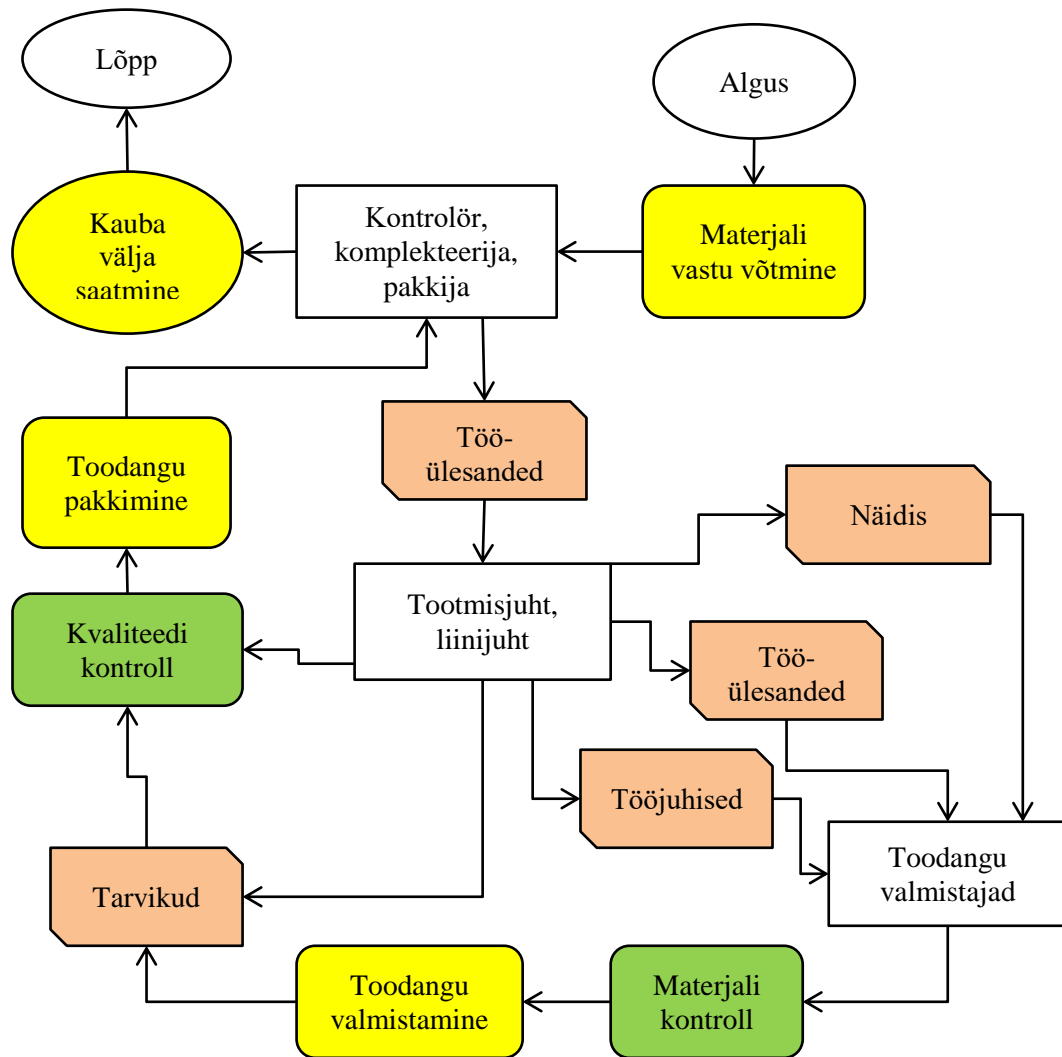 Lõpp
Algus
Kauba
välja
saatmine
Kontrolör,
komplekteerija,
pakkija
Materjali
vastu võtmine
Töö-
ülesanded
Toodangu
pakkimine
Näidis
Kvaliteedi
kontroll
Tootmisjuht,
liinijuht
Töö-
ülesanded
Tööjuhised
Toodangu
valmistajad
Tarvikud
Toodangu
valmistamine
Materjali
kontroll